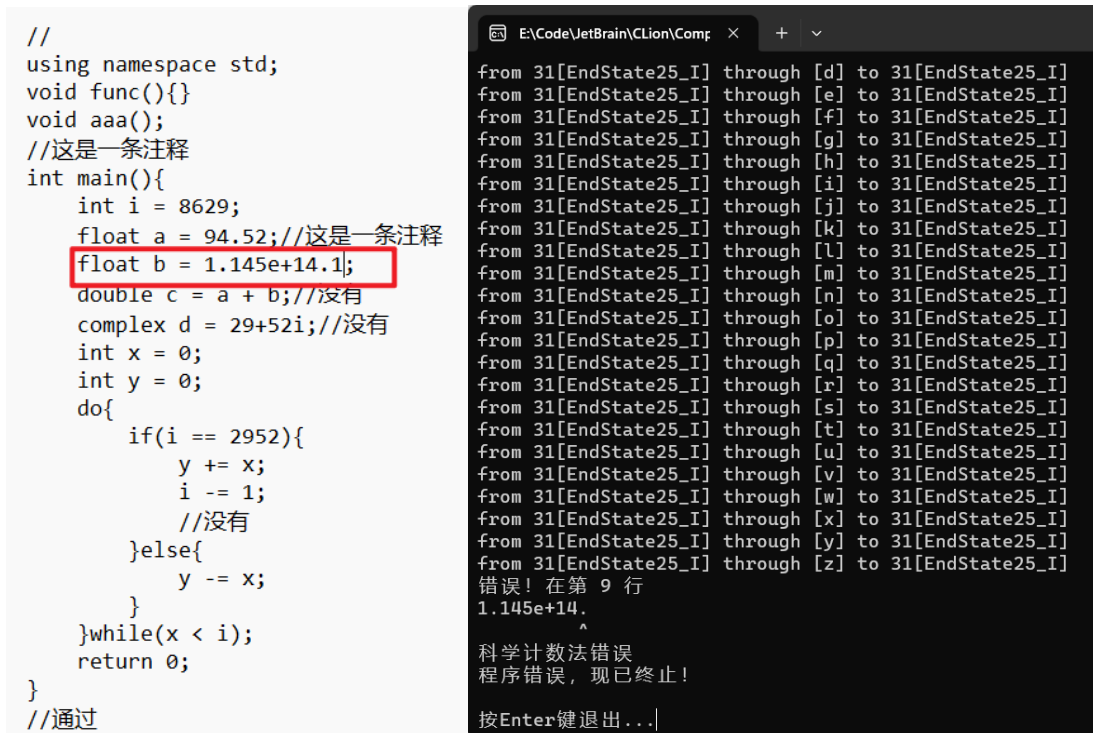 //
using namespace std;
void func(){}
void aaa();
//这是一条注释
int main(){
    int i = 8629;
    float a = 94.52;//这是一条注释
    float b = 1.145e+14.1;
    double c = a + b;//没有
    complex d = 29+52i;//没有
    int x = 0;
    int y = 0;
    do{
        if(i == 2952){
            y += x;
            i -= 1;
            //没有
        }else{
            y -= x;
        }
    }while(x < i);
    return 0;
}
//通过
E:\Code\JetBrain\CLion\Comp
from 31[EndState25_I] through [d] to 31[EndState25_I]
from 31[EndState25_I] through [e] to 31[EndState25_I]
from 31[EndState25_I] through [f] to 31[EndState25_I]
from 31[EndState25_I] through [g] to 31[EndState25_I]
from 31[EndState25_I] through [h] to 31[EndState25_I]
from 31[EndState25_I] through [i] to 31[EndState25_I]
from 31[EndState25_I] through [j] to 31[EndState25_I]
from 31[EndState25_I] through [k] to 31[EndState25_I]
from 31[EndState25_I] through [l] to 31[EndState25_I]
from 31[EndState25_I] through [m] to 31[EndState25_I]
from 31[EndState25_I] through [n] to 31[EndState25_I]
from 31[EndState25_I] through [o] to 31[EndState25_I]
from 31[EndState25_I] through [p] to 31[EndState25_I]
from 31[EndState25_I] through [q] to 31[EndState25_I]
from 31[EndState25_I] through [r] to 31[EndState25_I]
from 31[EndState25_I] through [s] to 31[EndState25_I]
from 31[EndState25_I] through [t] to 31[EndState25_I]
from 31[EndState25_I] through [u] to 31[EndState25_I]
from 31[EndState25_I] through [v] to 31[EndState25_I]
from 31[EndState25_I] through [w] to 31[EndState25_I]
from 31[EndState25_I] through [x] to 31[EndState25_I]
from 31[EndState25_I] through [y] to 31[EndState25_I]
from 31[EndState25_I] through [z] to 31[EndState25_I]
错误！在第 9 行
1.145e+14.
         ^
科学计数法错误
程序错误，现已终止！
按Enter键退出...